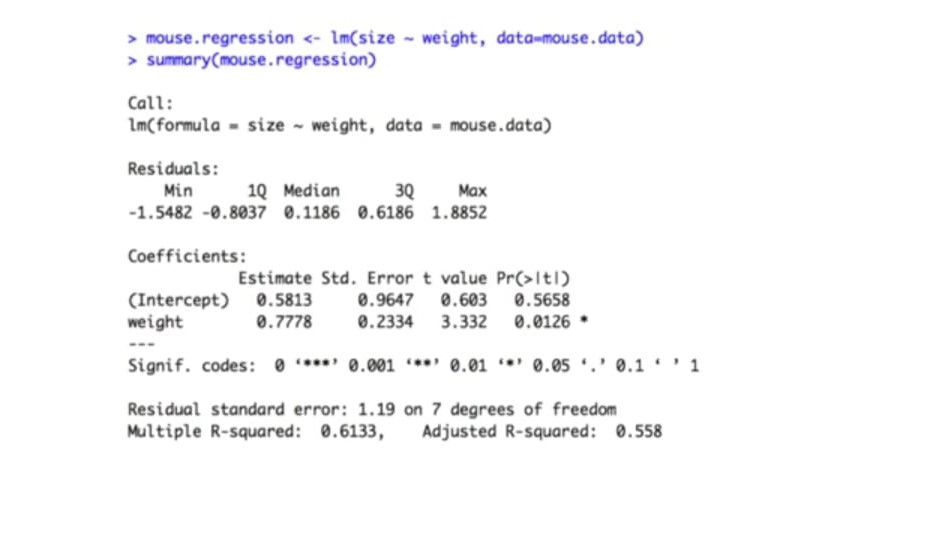 > mouse.regression <- lm(size ~ weight, data=mouse.data)
> summary(mouse.regression)
Call:
lm(formula = size ~ weight, data = mouse.data)
Residuals:
Min 1Q Median 3Q Max
-1.5482 -0.8037 0.1186 0.6186 1.8852
Coefficients:
Estimate Std. Error t value Pr(>|t|)
(Intercept) 0.5813 0.9647 0.603 0.5658
weight 0.7778 0.2334 3.332 0.0126 *
---
Signif. codes: 0 ‘***’ 0.001 ‘**’ 0.01 ‘*’ 0.05 ‘.’ 0.1 ‘ ’ 1
Residual standard error: 1.19 on 7 degrees of freedom
Multiple R-squared: 0.6133, Adjusted R-squared: 0.558